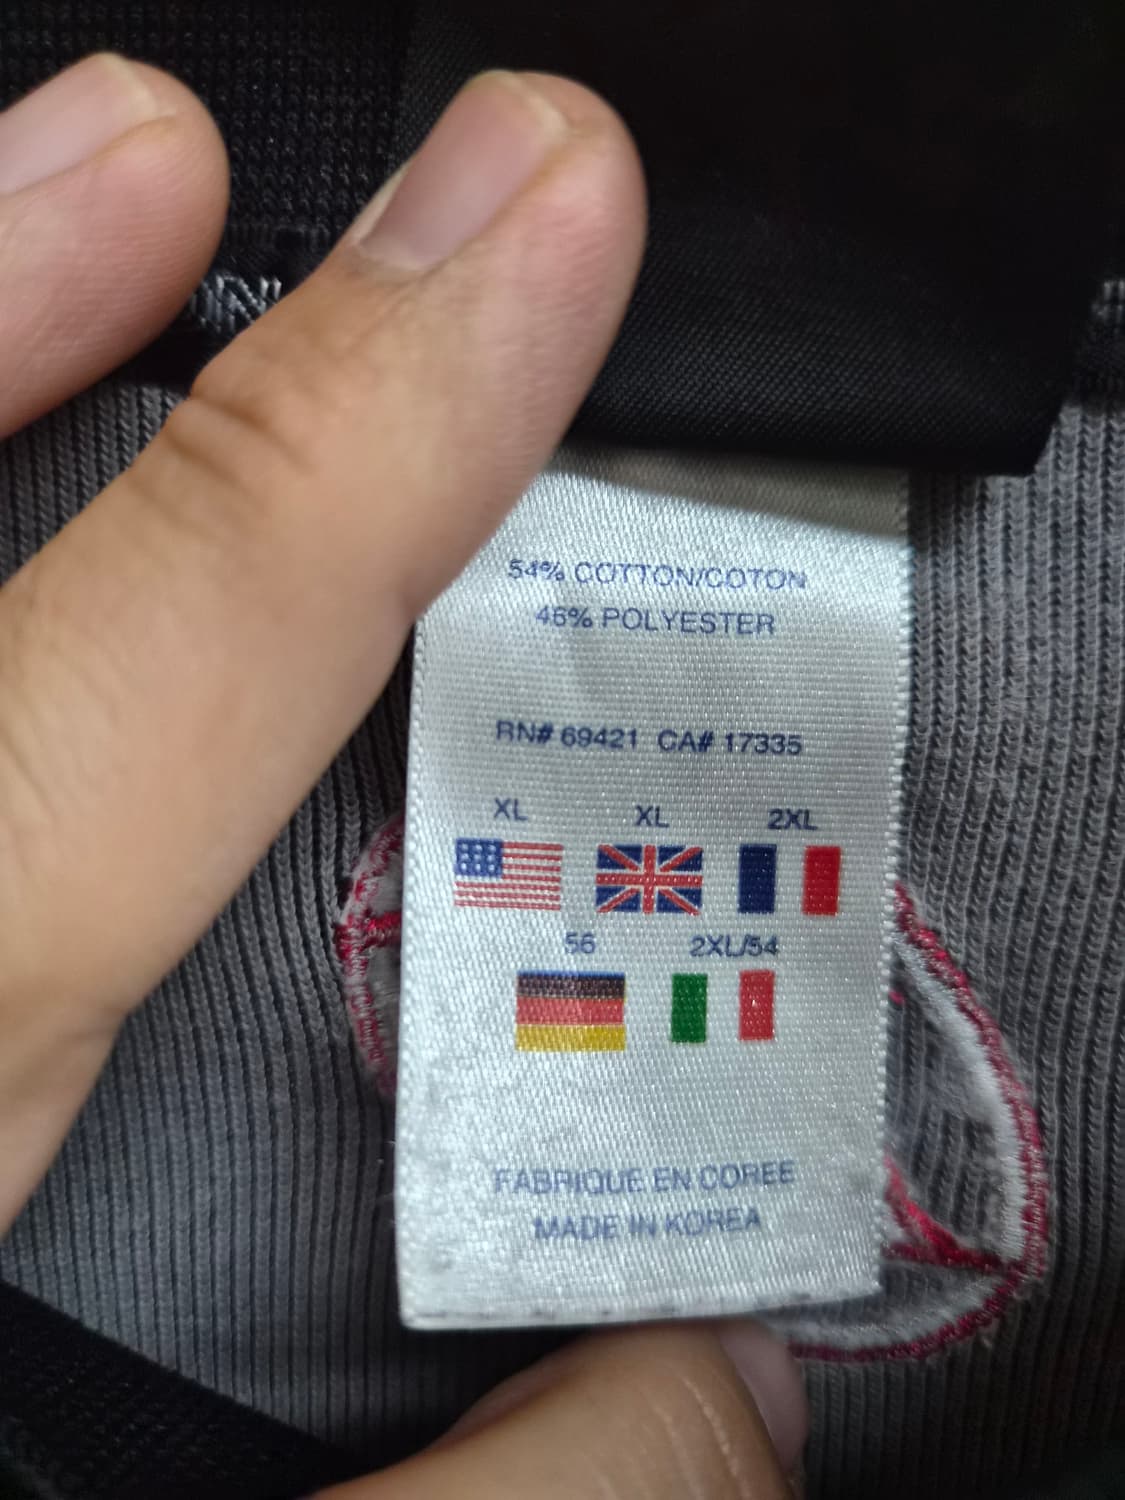 54% COTTON/COTON
46% POLYESTER
RN# 69421 CA# 17335
XL XL 2XL
56 2XL/54
FABRIQUE EN COREE
MADE IN KOREA